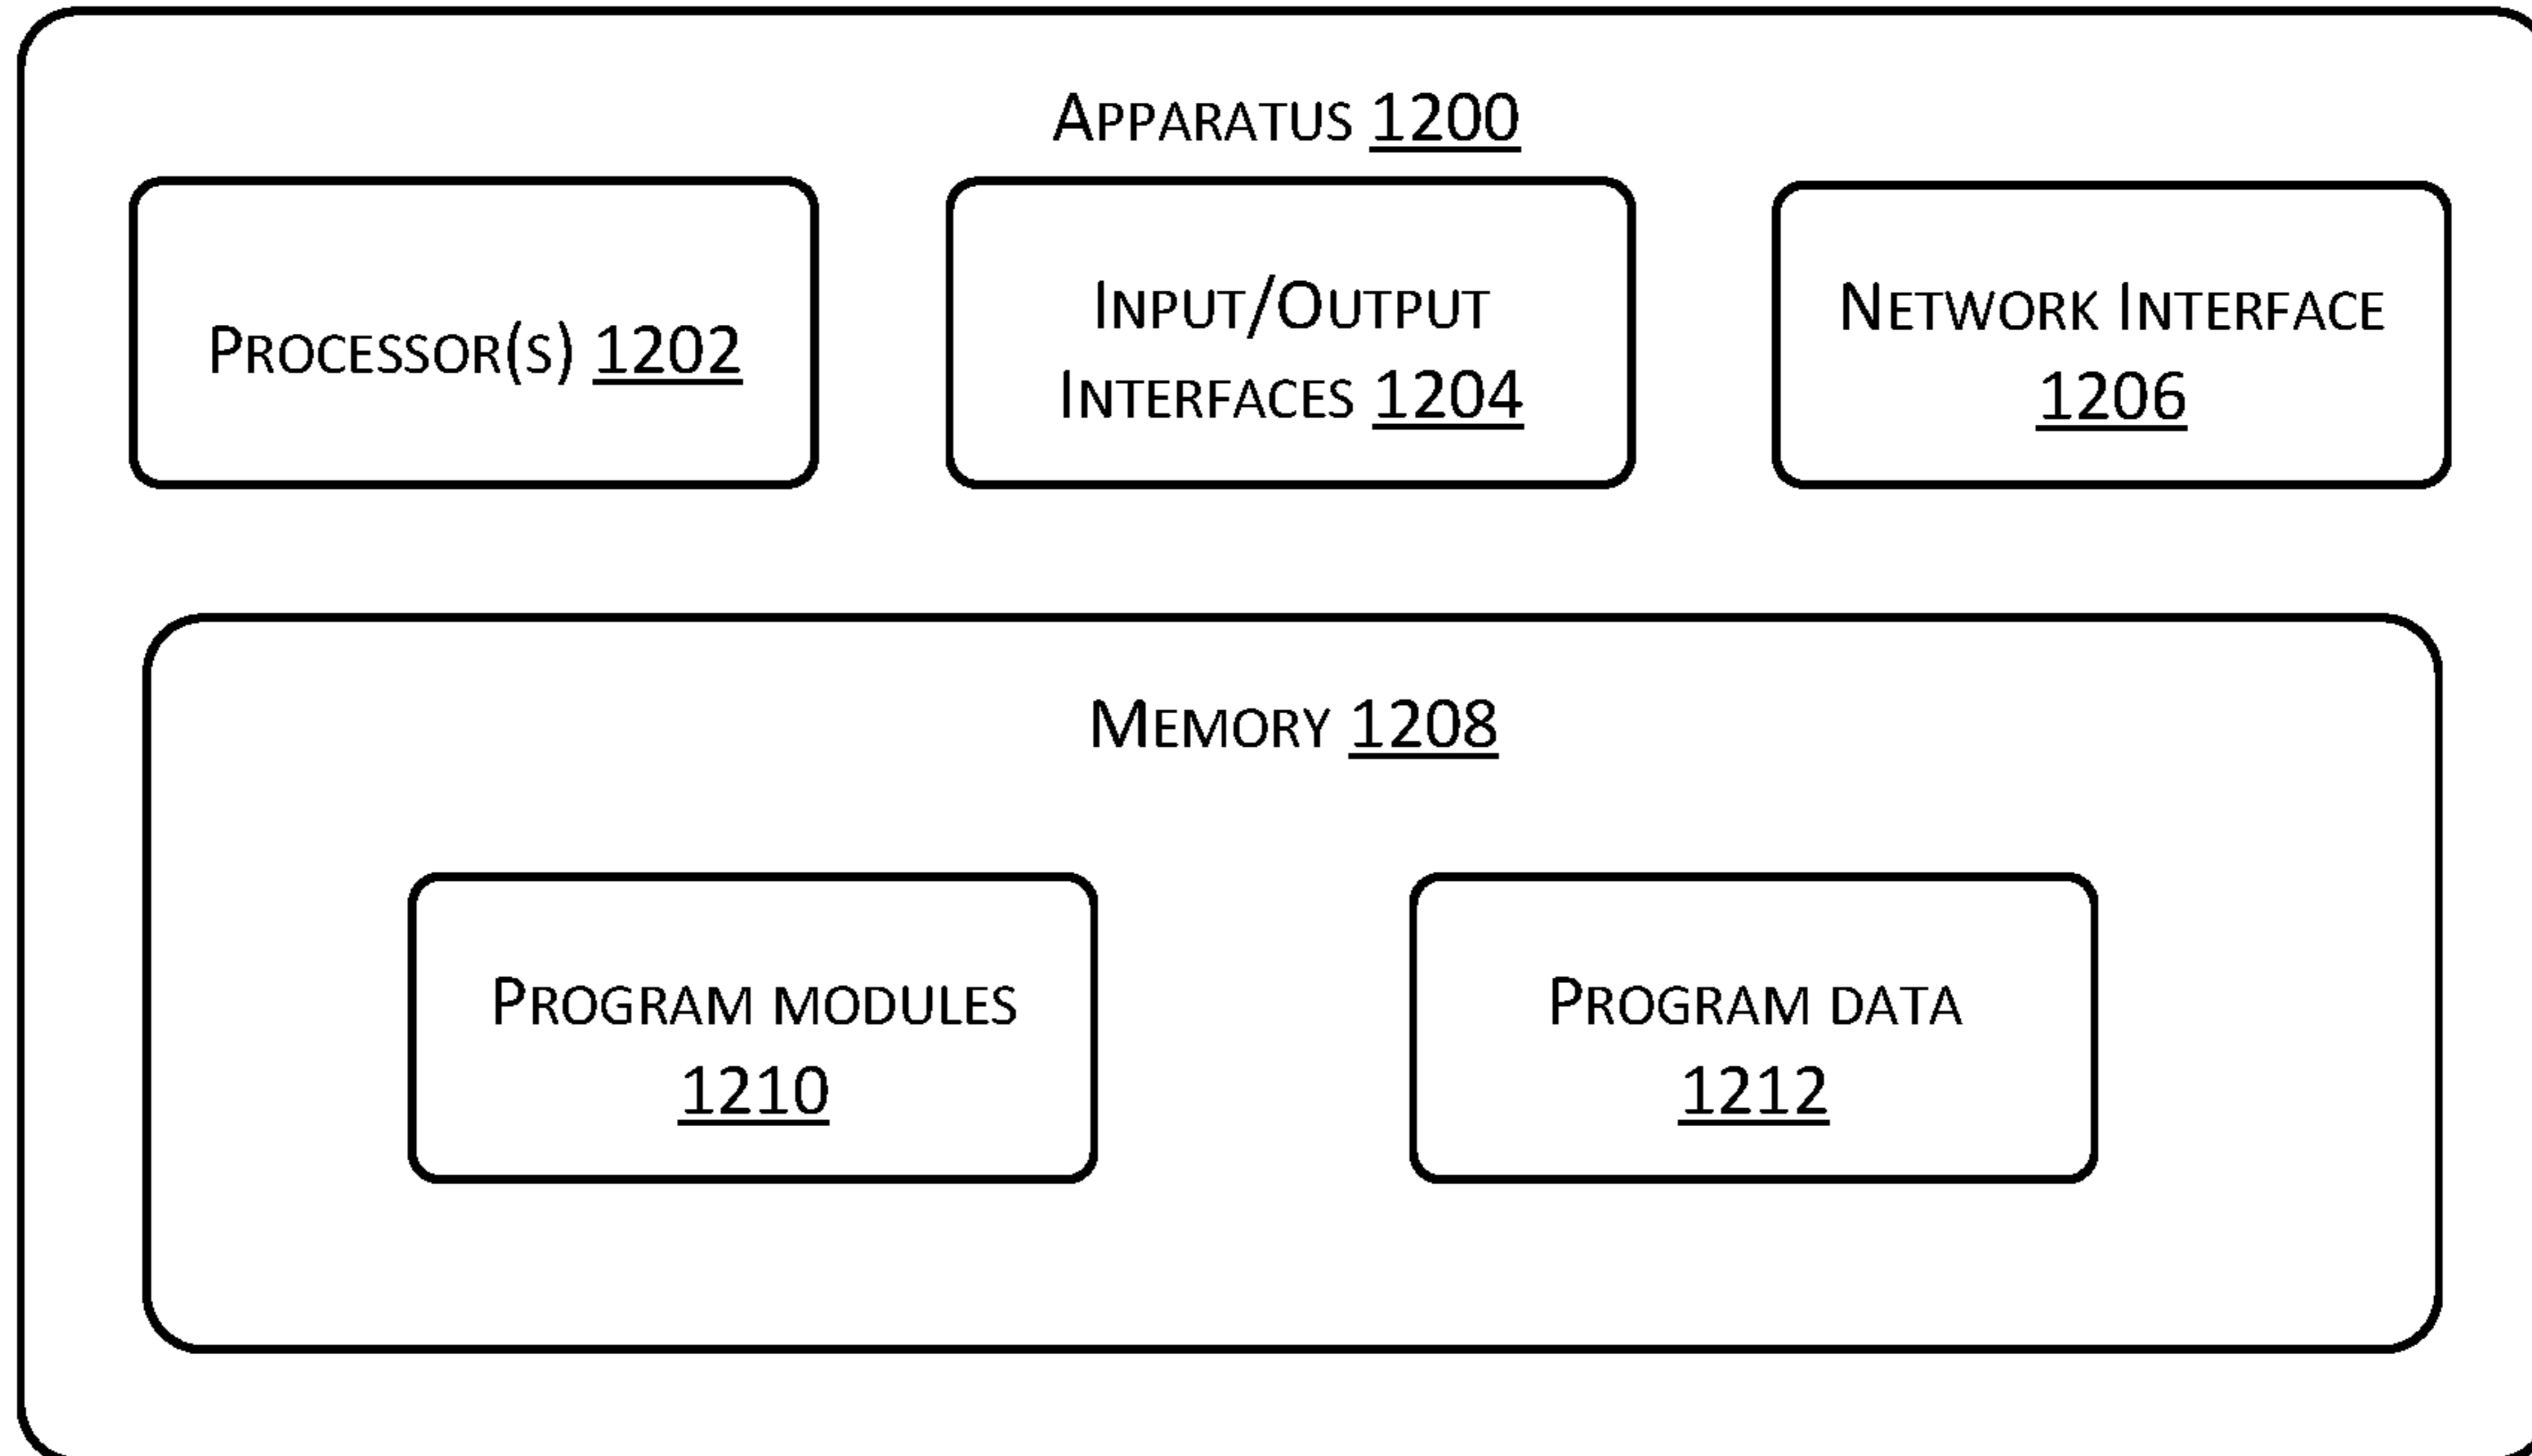 APPARATUS 1200
PROCESSOR(S) 1202
INPUT/OUTPUT
INTERFACES 1204
NETWORK INTERFACE
1206
MEMORY 1208
PROGRAM MODULES
1210
PROGRAM DATA
1212